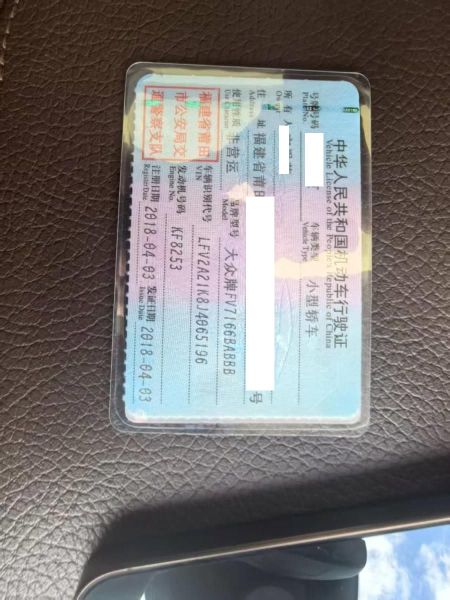 中华人民共和国机动车行驶证
Vehicle License of the People's Republic of China
号牌号码
Plate No.
车辆类型 小型轿车
Vehicle Type
所有人
Owner
住址 福建省莆田 号
Address
使用性质 非营运
Use Character
品牌型号 大众牌FV7166BABBB
Model
福建省莆田
市公安局交
通警察支队
车辆识别代号 LFV2A21K8J4065196
VIN
发动机号码 KF8253
Engine No.
注册日期 2018-04-03 发证日期 2018-04-03
Register Date Issue Date